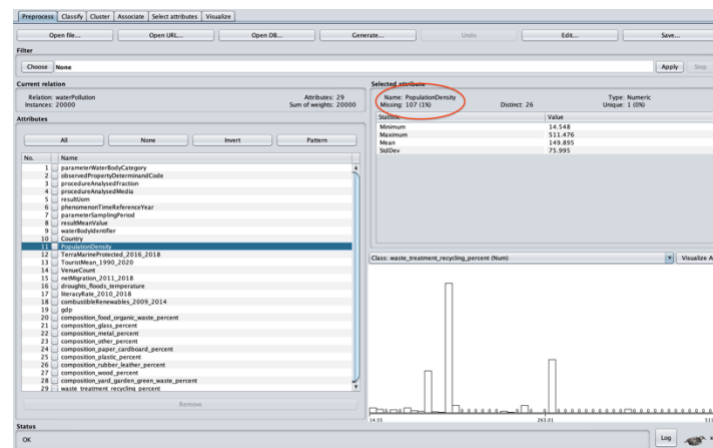 Preprocess Classify Cluster Associate Select attributes Visualize
Open file... Open URL... Open DB... Generate... Undo Edit... Save...
Filter
Choose None Apply Stop
Current relation
Relation: waterPollution Attributes: 29
Instances: 20000 Sum of weights: 20000
Attributes
All None Invert Pattern
No. Name
1 parameterWaterBodyCategory
2 observedPropertyDeterminandCode
3 procedureAnalysedFraction
4 procedureAnalysedMedia
5 resultUom
6 phenomenonTimeReferenceYear
7 parameterSamplingPeriod
8 resultMeanValue
9 waterBodyIdentifier
10 Country
11 PopulationDensity
12 TerraMarineProtected_2016_2018
13 TouristMean_1990_2020
14 VenueCount
15 netMigration_2011_2018
16 droughts_floods_temperature
17 literacyRate_2010_2018
18 combustibleRenewables_2009_2014
19 gdp
20 composition_food_organic_waste_percent
21 composition_glass_percent
22 composition_metal_percent
23 composition_other_percent
24 composition_paper_cardboard_percent
25 composition_plastic_percent
26 composition_rubber_leather_percent
27 composition_wood_percent
28 composition_yard_garden_green_waste_percent
29 waste_treatment_recycling_percent
Remove
Selected attribute
Name: PopulationDensity Type: Numeric
Missing: 107 (1%) Distinct: 26 Unique: 1 (0%)
Statistic Value
Minimum 14.548
Maximum 511.476
Mean 149.895
StdDev 75.995
Class: waste_treatment_recycling_percent (Num) Visualize A
14.55 263.01 511
Status
OK Log x